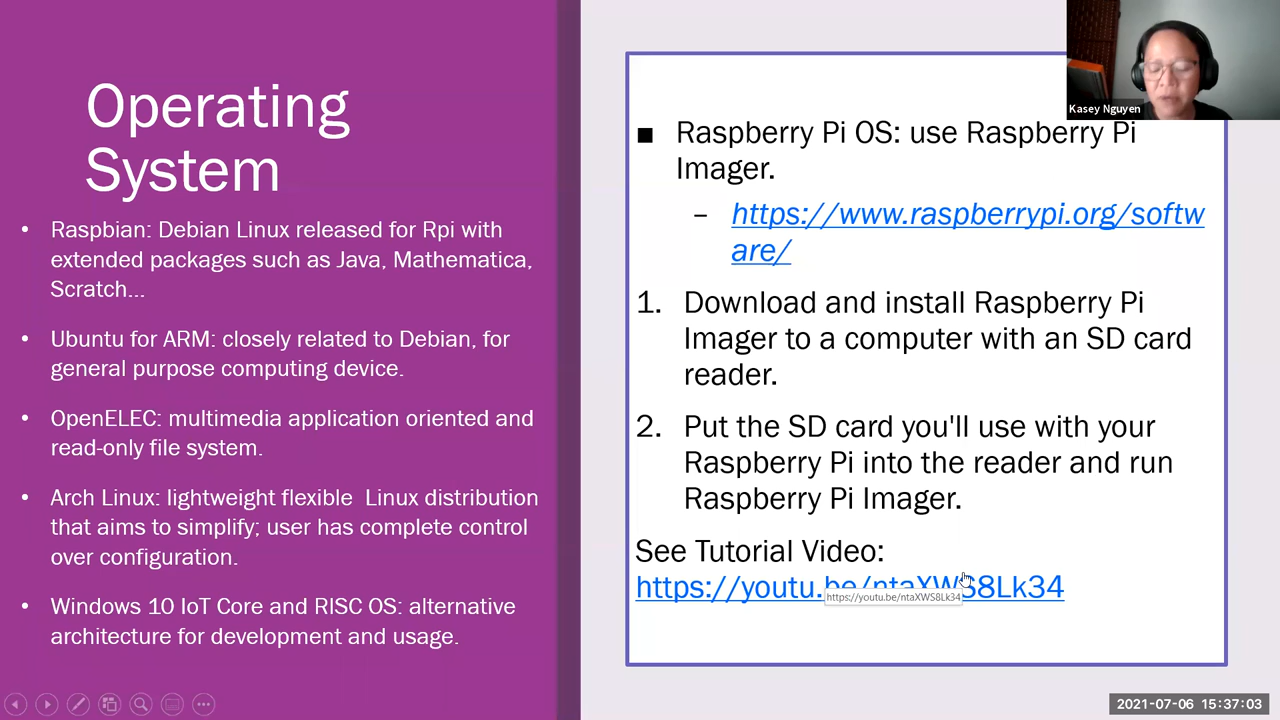 Operating
System
• Raspbian: Debian Linux released for Rpi with
extended packages such as Java, Mathematica,
Scratch...
• Ubuntu for ARM: closely related to Debian, for
general purpose computing device.
• OpenELEC: multimedia application oriented and
read-only file system.
• Arch Linux: lightweight flexible  Linux distribution
that aims to simplify; user has complete control
over configuration.
• Windows 10 IoT Core and RISC OS: alternative
architecture for development and usage.
Kasey Nguyen
■ Raspberry Pi OS: use Raspberry Pi
Imager.
– https://www.raspberrypi.org/softw
are/
1. Download and install Raspberry Pi
Imager to a computer with an SD card
reader.
2. Put the SD card you'll use with your
Raspberry Pi into the reader and run
Raspberry Pi Imager.
See Tutorial Video:
https://youtu.be/ntaXWS8Lk34
https://youtu.be/ntaXWS8Lk34
2021-07-06 15:37:03